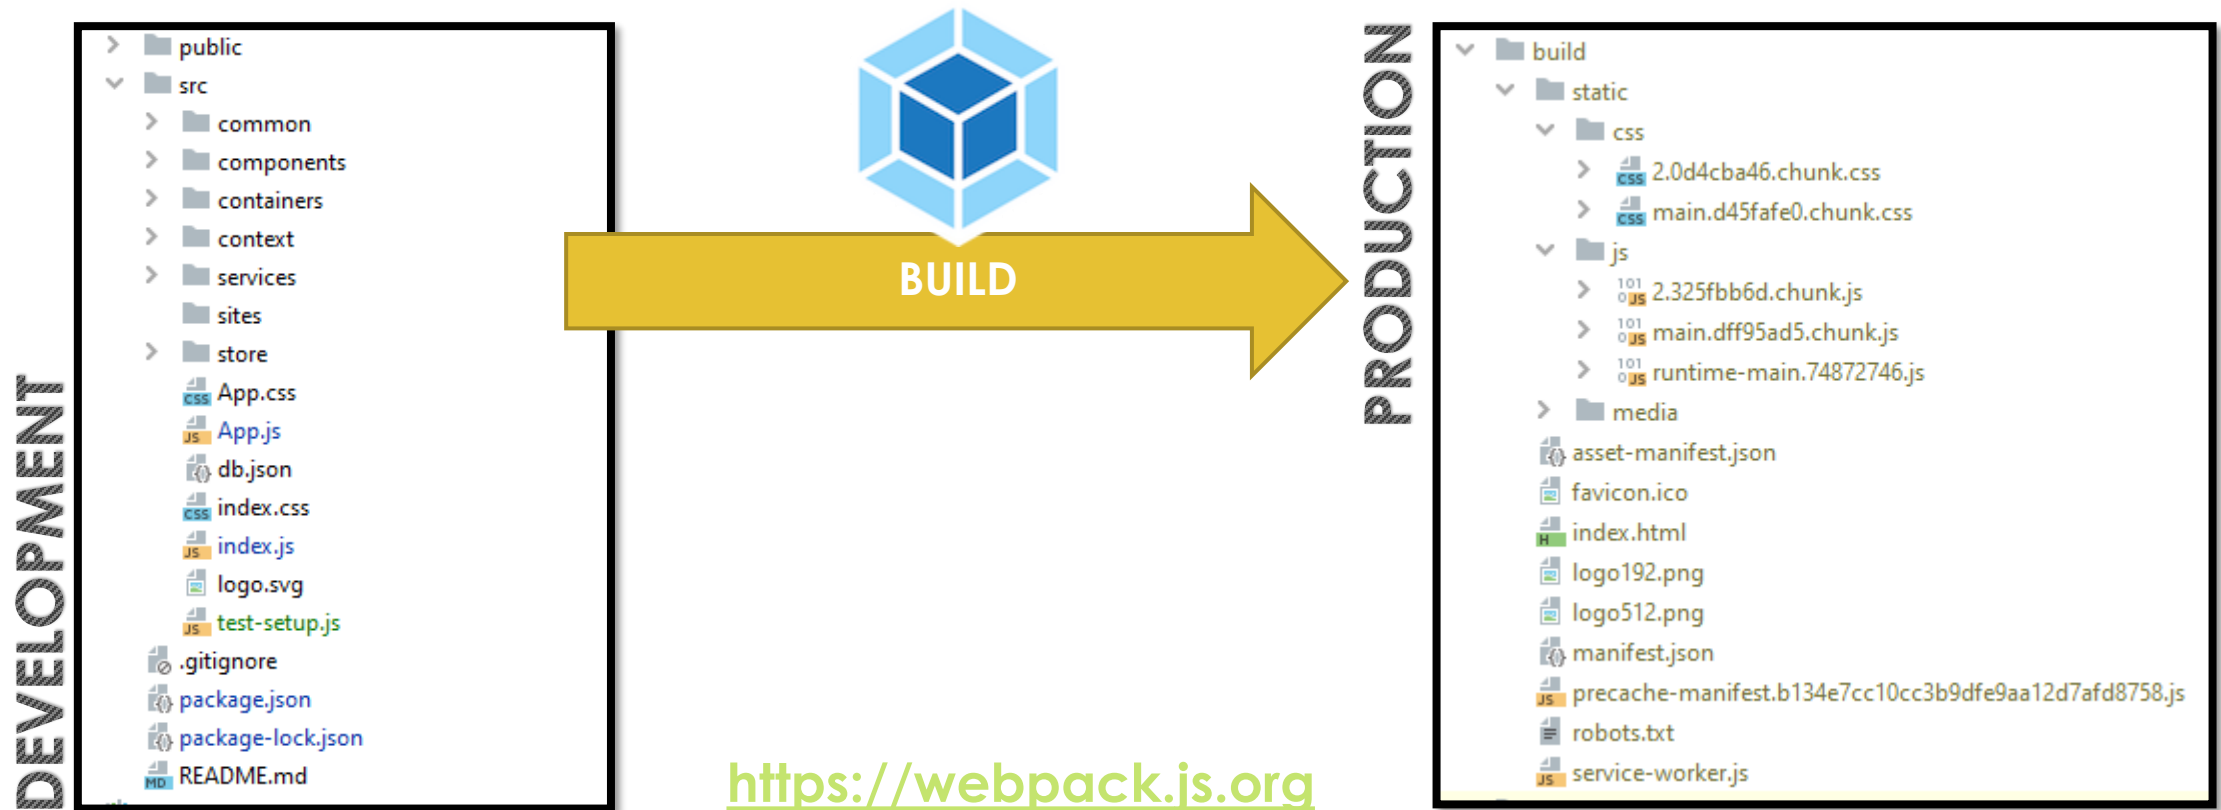 DEVELOPMENT
public
src
common
components
containers
context
services
sites
store
App.css
App.js
db.json
index.css
index.js
logo.svg
test-setup.js
.gitignore
package.json
package-lock.json
README.md
BUILD
https://webpack.js.org
PRODUCTION
build
static
css
2.0d4cba46.chunk.css
main.d45fafe0.chunk.css
js
2.325fbb6d.chunk.js
main.dff95ad5.chunk.js
runtime-main.74872746.js
media
asset-manifest.json
favicon.ico
index.html
logo192.png
logo512.png
manifest.json
precache-manifest.b134e7cc10cc3b9dfe9aa12d7afd8758.js
robots.txt
service-worker.js